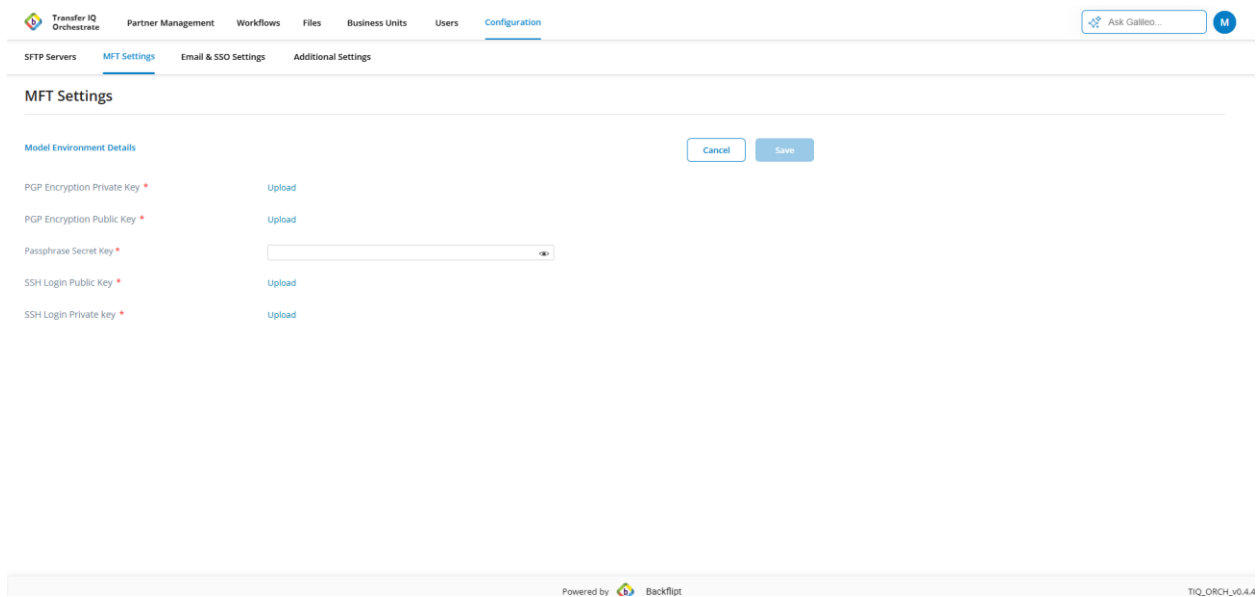 Transfer IQ
Orchestrate
Partner Management Workflows Files Business Units Users Configuration
Ask Galileo...
M
SFTP Servers MFT Settings Email & SSO Settings Additional Settings
MFT Settings
Model Environment Details
Cancel Save
PGP Encryption Private Key * Upload
PGP Encryption Public Key * Upload
Passphrase Secret Key *
SSH Login Public Key * Upload
SSH Login Private key * Upload
Powered by b Backflipt
TIQ_ORCH_v0.4.4